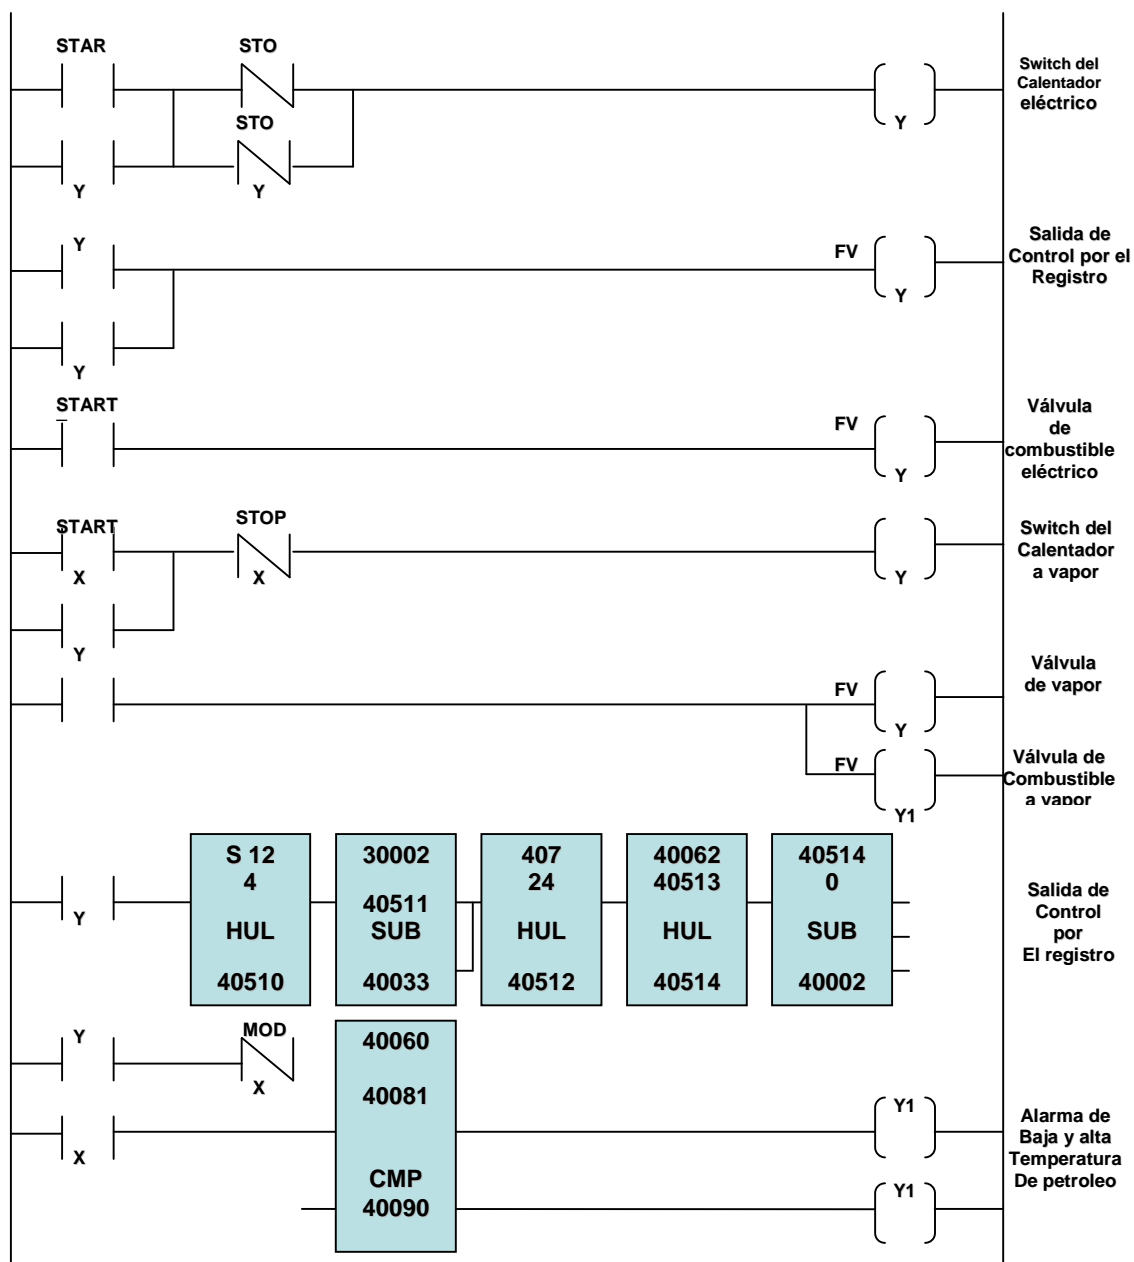 STAR
STO
Switch del
Calentador
eléctrico
Y
STO
Y
Y
Y
FV
Y
Salida de
Control por el
Registro
Y
START
FV
Y
Válvula
de
combustible
eléctrico
START
X
STOP
X
Y
Switch del
Calentador
a vapor
Y
FV
Y
Válvula
de vapor
FV
Y1
Válvula de
Combustible
a vapor
Y
S 12
4
HUL
40510
30002
40511
SUB
40033
407
24
HUL
40512
40062
40513
HUL
40514
40514
0
SUB
40002
Salida de
Control
por
El registro
Y
MOD
X
X
40060
40081
CMP
40090
Y1
Y1
Alarma de
Baja y alta
Temperatura
De petroleo